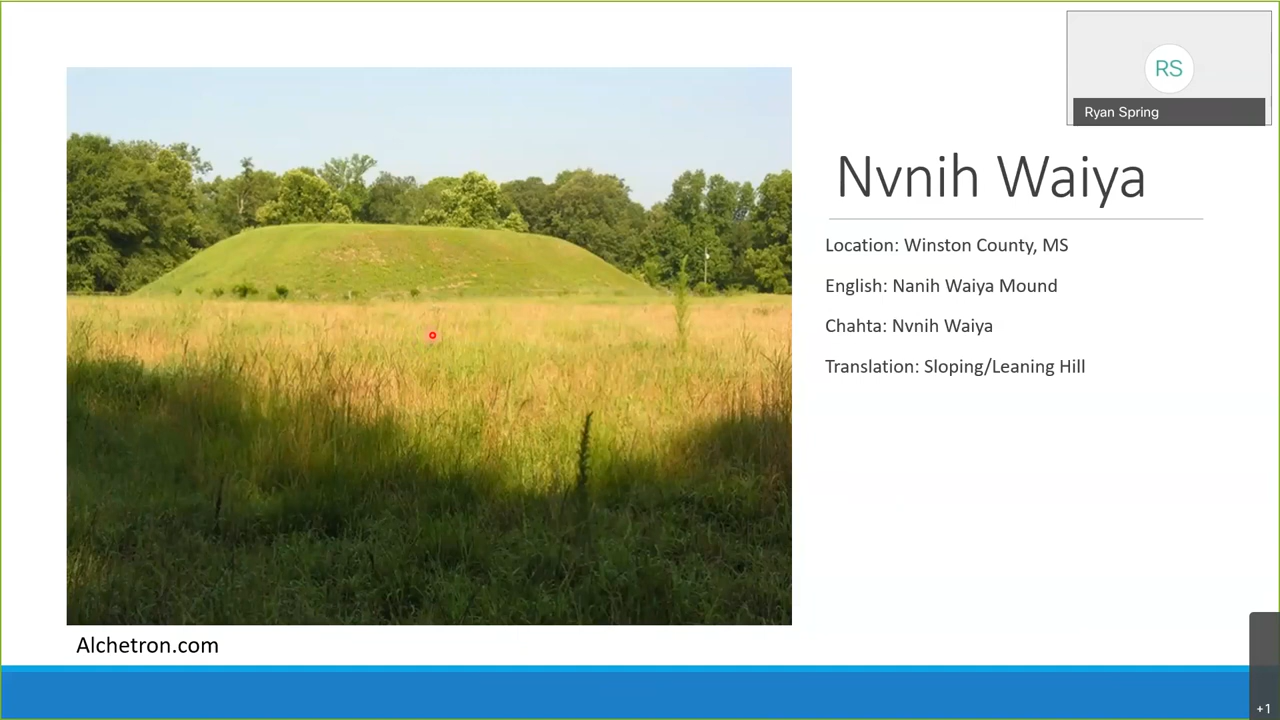 RS
Ryan Spring
Nvnih Waiya
Location: Winston County, MS
English: Nanih Waiya Mound
Chahta: Nvnih Waiya
Translation: Sloping/Leaning Hill
Alchetron.com
+1